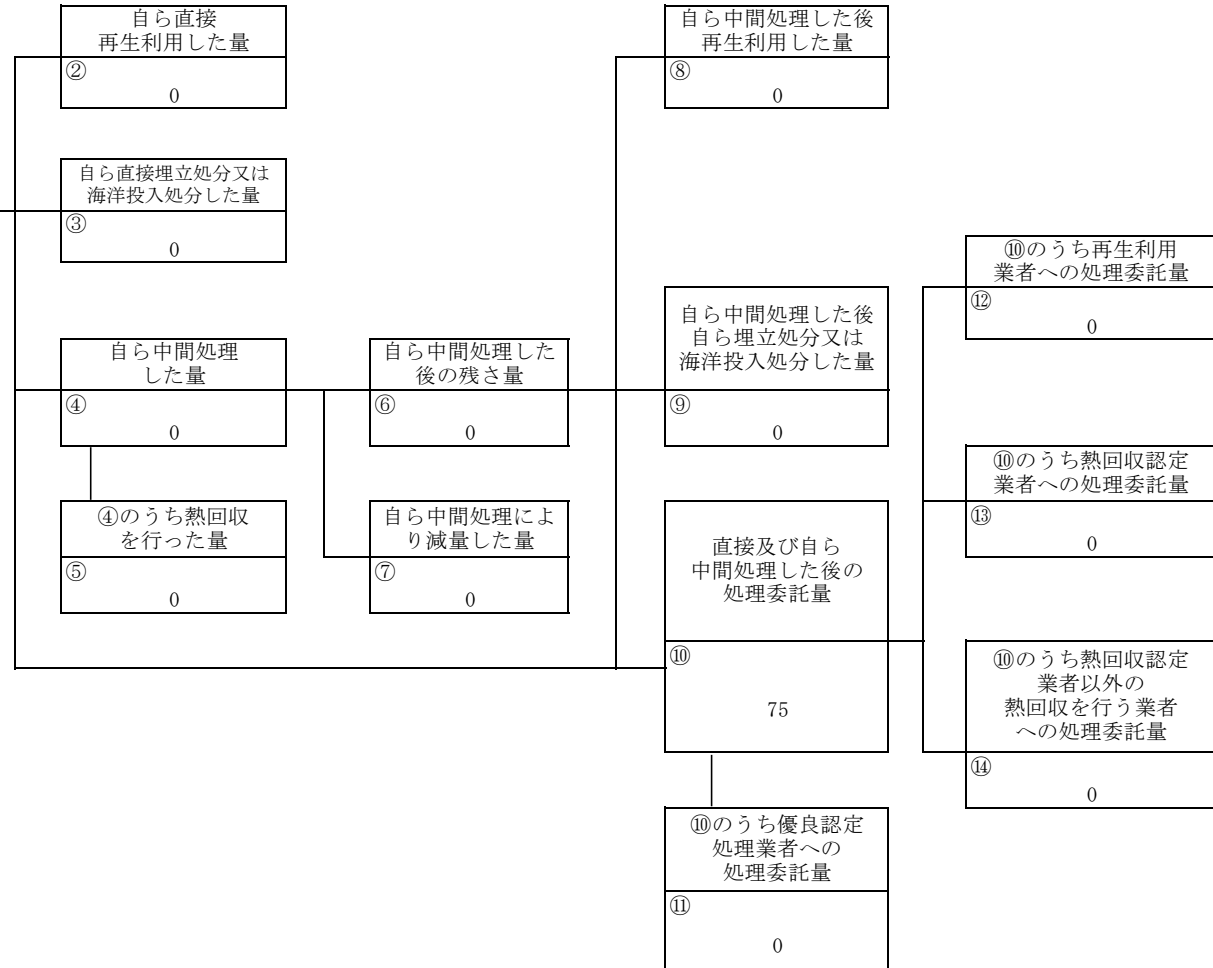 自ら直接
再生利用した量
②
0
自ら中間処理した後
再生利用した量
⑧
0
自ら直接埋立処分又は
海洋投入処分した量
③
0
⑩のうち再生利用
業者への処理委託量
⑫
0
自ら中間処理した後
自ら埋立処分又は
海洋投入処分した量
⑨
0
自ら中間処理
した量
④
0
自ら中間処理した
後の残さ量
⑥
0
⑩のうち熱回収認定
業者への処理委託量
⑬
0
④のうち熱回収
を行った量
⑤
0
自ら中間処理によ
り減量した量
⑦
0
直接及び自ら
中間処理した後の
処理委託量
⑩
75
⑩のうち熱回収認定
業者以外の
熱回収を行う業者
への処理委託量
⑭
0
⑩のうち優良認定
処理業者への
処理委託量
⑪
0